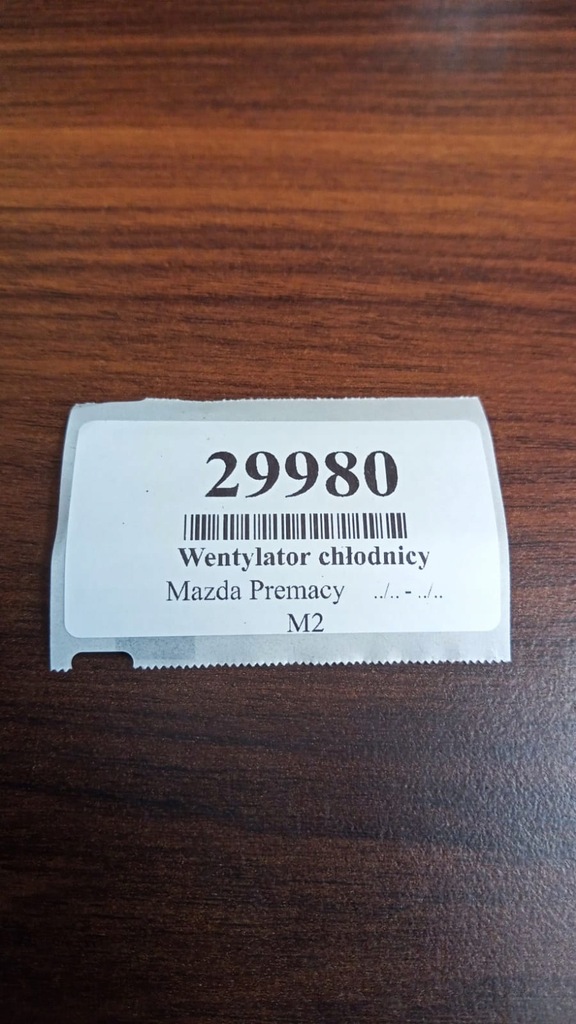 29980
Wentylator chłodnicy
Mazda Premacy ../.. - ../..
M2